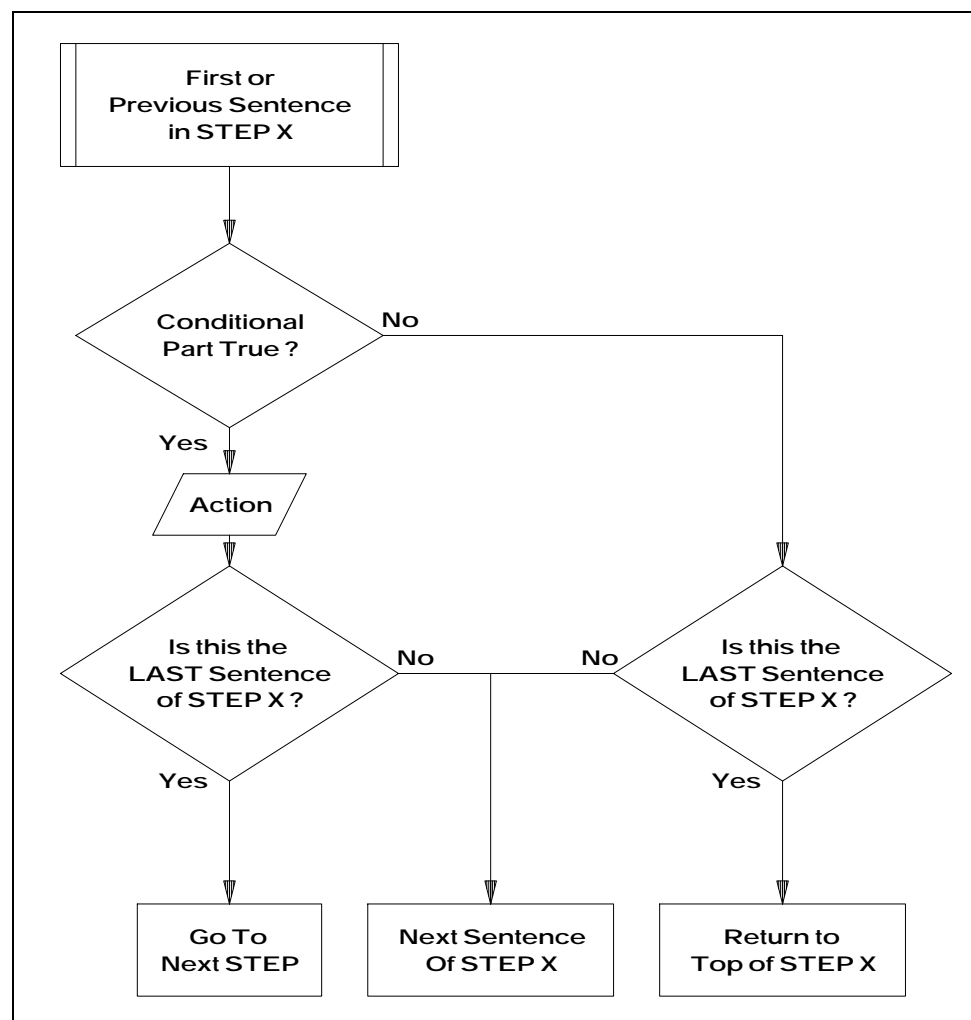 First or
Previous Sentence
in STEP X
Conditional
Part True ?
No
Yes
Action
Is this the
LAST Sentence
of STEP X ?
No
No
Is this the
LAST Sentence
of STEP X ?
Yes
Yes
Go To
Next STEP
Next Sentence
Of STEP X
Return to
Top of STEP X